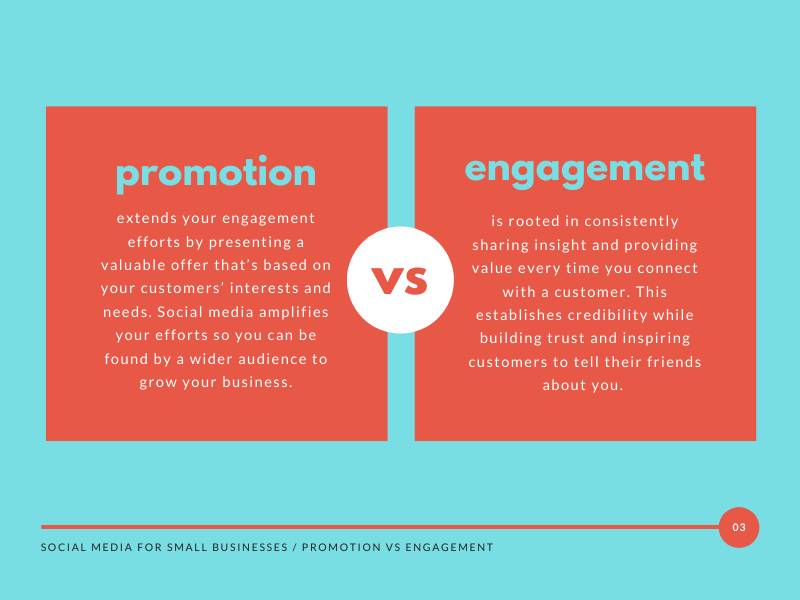 promotion
extends your engagement
efforts by presenting a
valuable offer that's based on
your customers' interests and
needs. Social media amplifies
your efforts so you can be
found by a wider audience to
grow your business.
vs
engagement
is rooted in consistently
sharing insight and providing
value every time you connect
with a customer. This
establishes credibility while
building trust and inspiring
customers to tell their friends
about you.
03
SOCIAL MEDIA FOR SMALL BUSINESSES / PROMOTION VS ENGAGEMENT